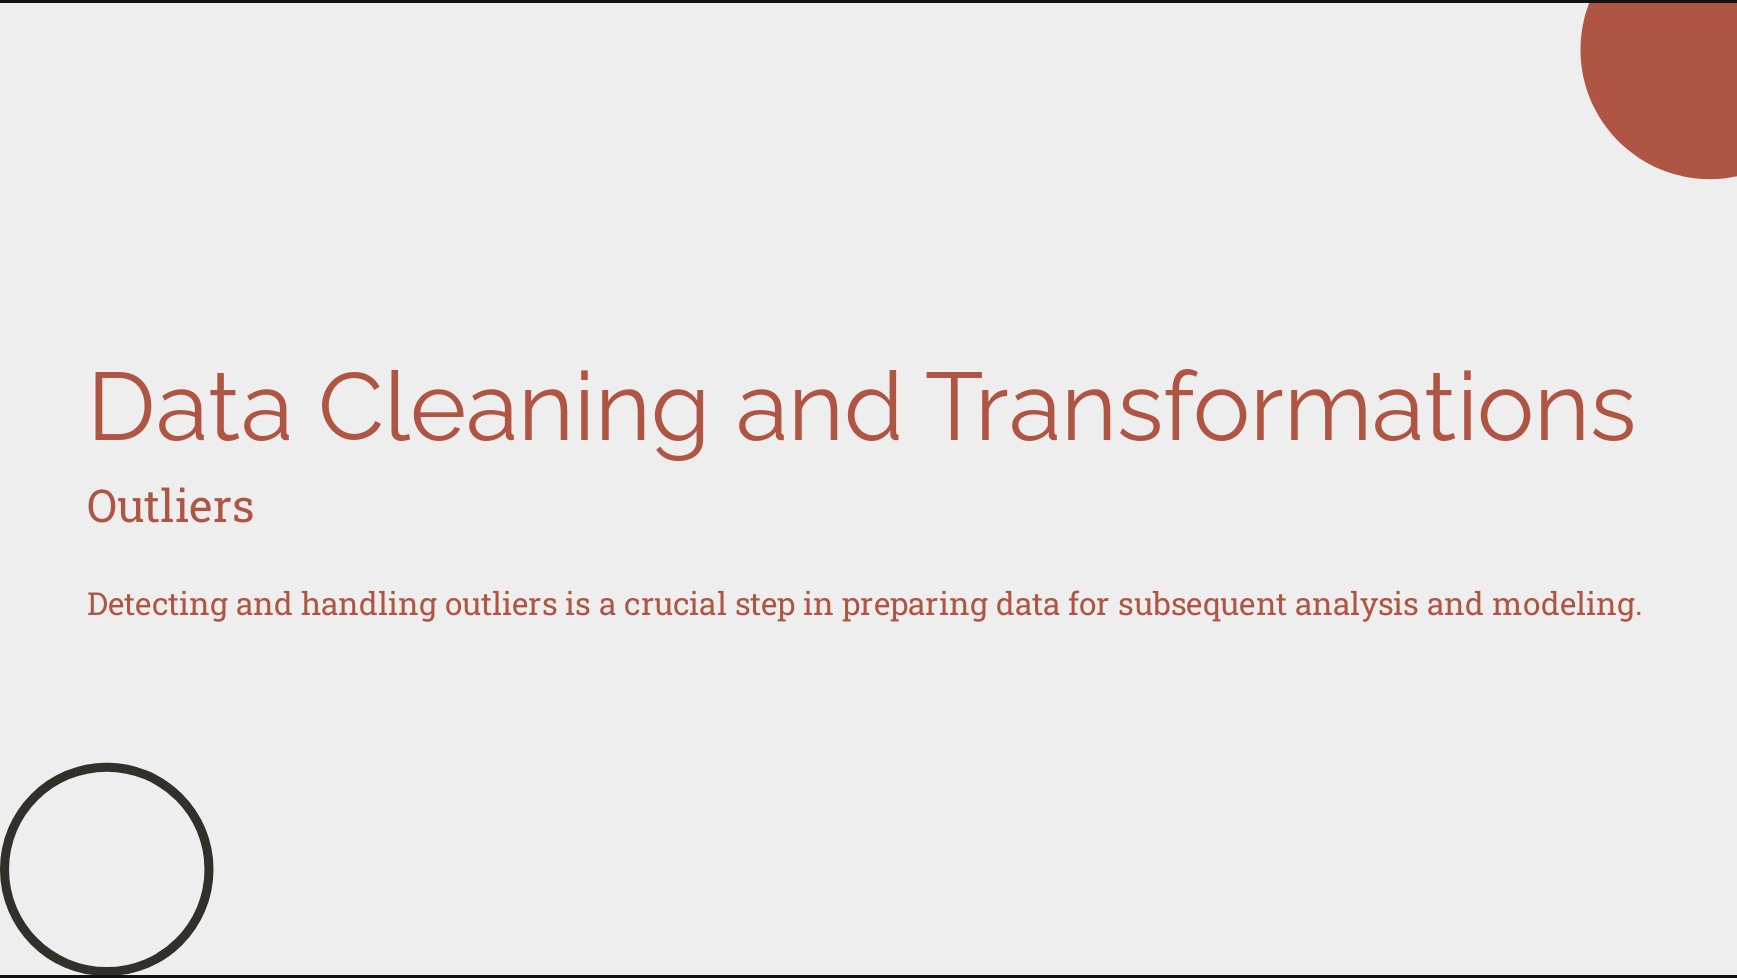 Data Cleaning and Transformations
Outliers
Detecting and handling outliers is a crucial step in preparing data for subsequent analysis and modeling.